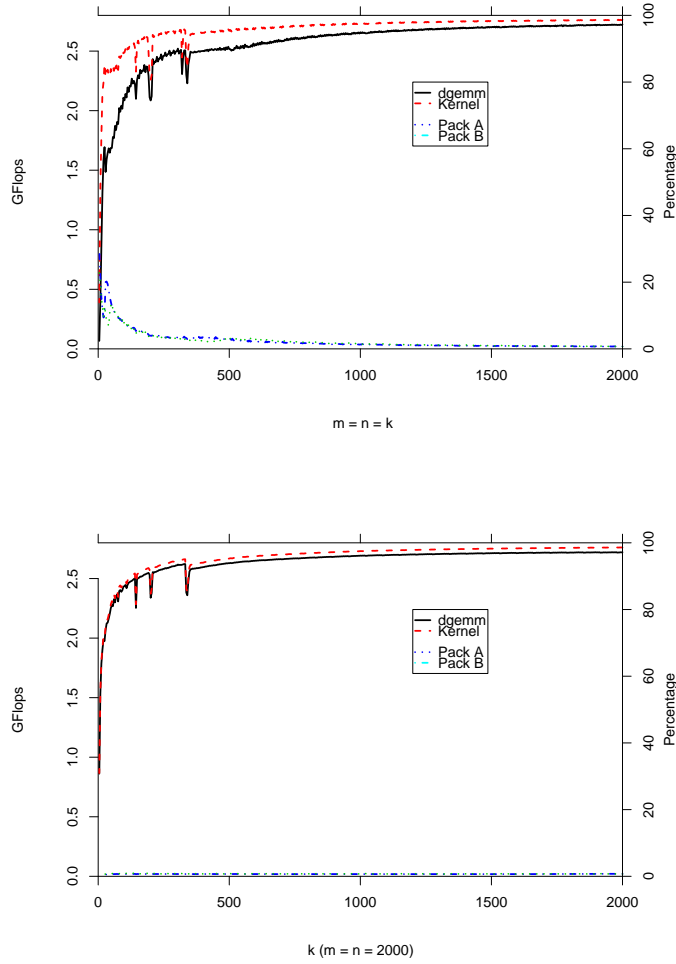 GFlops
0.0 0.5 1.0 1.5 2.0 2.5
0 500 1000 1500 2000
m = n = k
0 20 40 60 80 100
Percentage
dgemm
Kernel
Pack A
Pack B
GFlops
0.0 0.5 1.0 1.5 2.0 2.5
0 500 1000 1500 2000
k (m = n = 2000)
0 20 40 60 80 100
Percentage
dgemm
Kernel
Pack A
Pack B